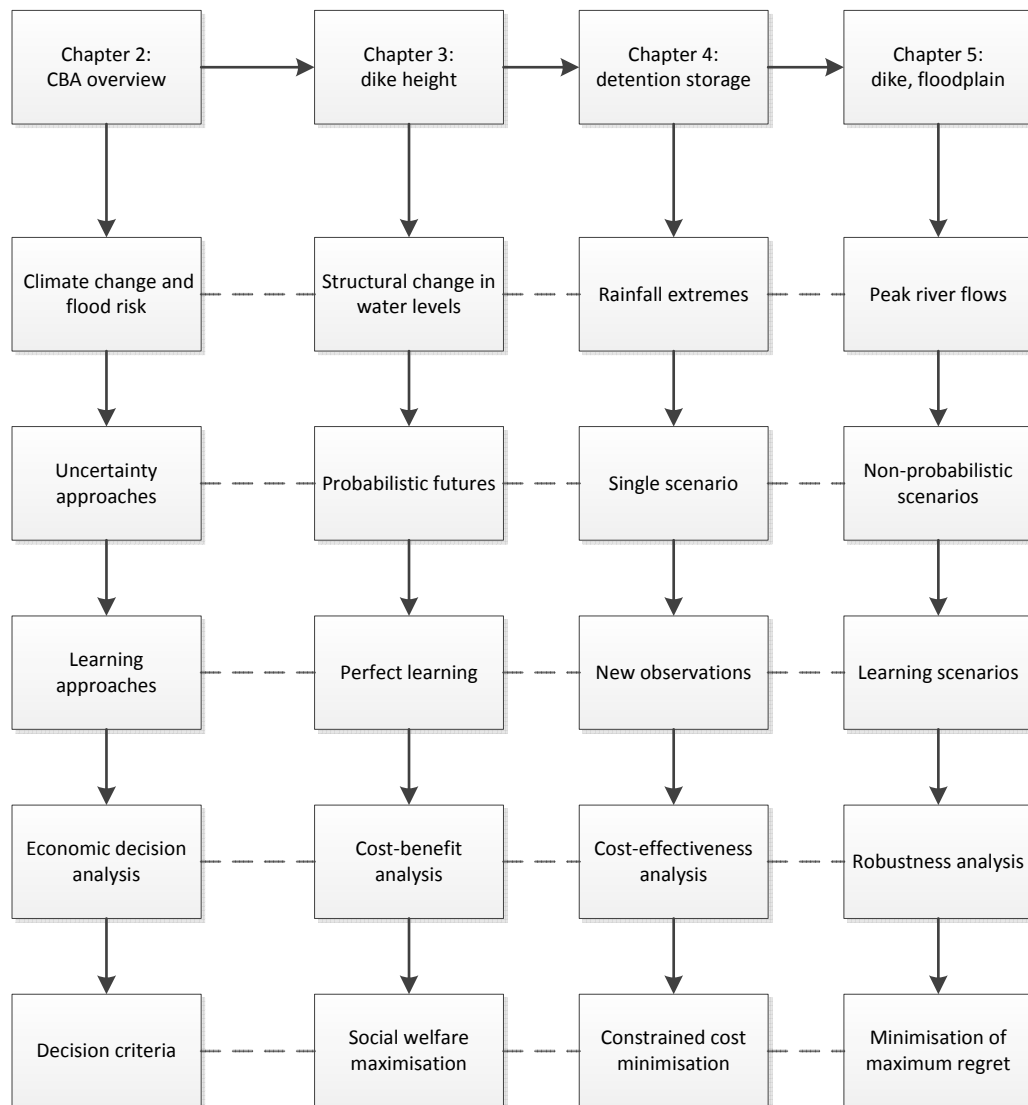 Chapter 2:
CBA overview
Chapter 3:
dike height
Chapter 4:
detention storage
Chapter 5:
dike, floodplain
Climate change and
flood risk
Structural change in
water levels
Rainfall extremes
Peak river flows
Uncertainty
approaches
Probabilistic futures
Single scenario
Non-probabilistic
scenarios
Learning
approaches
Perfect learning
New observations
Learning scenarios
Economic decision
analysis
Cost-benefit
analysis
Cost-effectiveness
analysis
Robustness analysis
Decision criteria
Social welfare
maximisation
Constrained cost
minimisation
Minimisation of
maximum regret